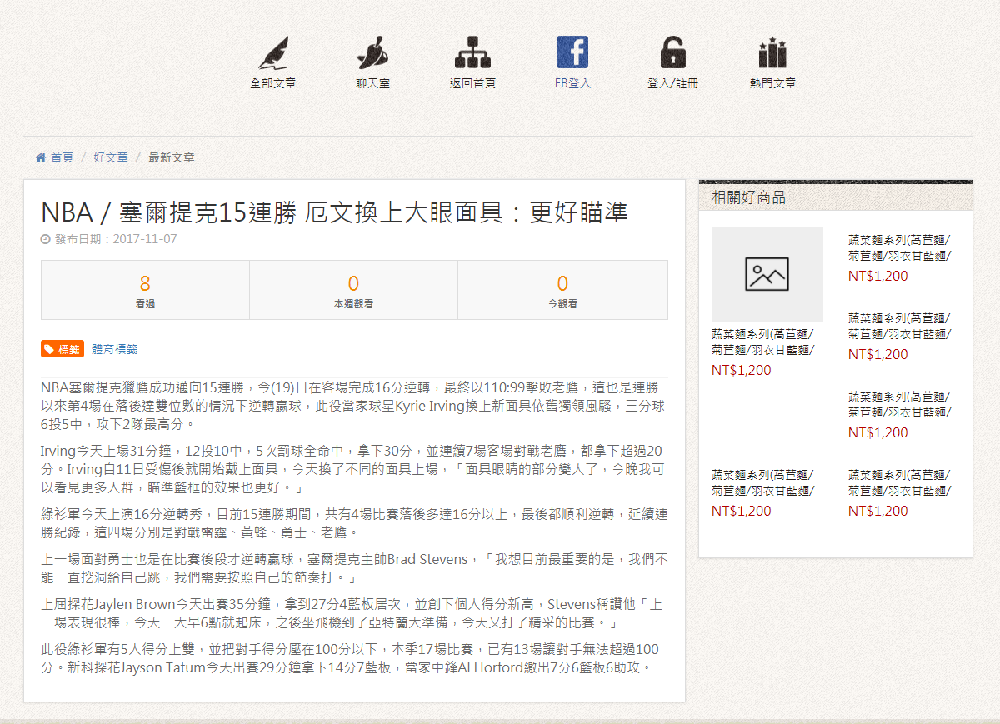 全部文章
聊天室
返回首頁
FB登入
登入/註冊
熱門文章
首頁 / 好文章 / 最新文章
NBA / 塞爾提克15連勝 厄文換上大眼面具：更好瞄準
發布日期：2017-11-07
8
看過
0
本週觀看
0
今觀看
標籤 體育標籤
NBA塞爾提克獵鷹成功邁向15連勝，今(19)日在客場完成16分逆轉，最終以110:99擊敗老鷹，這也是連勝
以來第4場在落後達雙位數的情況下逆轉贏球，此役當家球星Kyrie Irving換上新面具依舊獨領風騷，三分球
6投5中，攻下2隊最高分。
Irving今天上場31分鐘，12投10中，5次罰球全命中，拿下30分，並連續7場客場對戰老鷹，都拿下超過20
分。Irving自11日受傷後就開始戴上面具，今天換了不同的面具上場，「面具眼睛的部分變大了，今晚我可
以看見更多人群，瞄準籃框的效果也更好。」
綠衫軍今天上演16分逆轉秀，目前15連勝期間，共有4場比賽落後多達16分以上，最後都順利逆轉，延續連
勝紀錄，這四場分別是對戰雷霆、黃蜂、勇士、老鷹。
上一場面對勇士也是在比賽後段才逆轉贏球，塞爾提克主帥Brad Stevens，「我想目前最重要的是，我們不
能一直挖洞給自己跳，我們需要按照自己的節奏打。」
上屆探花Jaylen Brown今天出賽35分鐘，拿到27分4籃板居次，並創下個人得分新高，Stevens稱讚他「上
一場表現很棒，今天一大早6點就起床，之後坐飛機到了亞特蘭大準備，今天又打了精采的比賽。」
此役綠衫軍有5人得分上雙，並把對手得分壓在100分以下，本季17場比賽，已有13場讓對手無法超過100
分。新科探花Jayson Tatum今天出賽29分鐘拿下14分7籃板，當家中鋒Al Horford繳出7分6籃板6助攻。
相關好商品
蔬菜麵系列(萵苣麵/
菊苣麵/羽衣甘藍麵/
NT$1,200
蔬菜麵系列(萵苣麵/
菊苣麵/羽衣甘藍麵/
NT$1,200
蔬菜麵系列(萵苣麵/
菊苣麵/羽衣甘藍麵/
NT$1,200
蔬菜麵系列(萵苣麵/
菊苣麵/羽衣甘藍麵/
NT$1,200
蔬菜麵系列(萵苣麵/
菊苣麵/羽衣甘藍麵/
NT$1,200
蔬菜麵系列(萵苣麵/
菊苣麵/羽衣甘藍麵/
NT$1,200